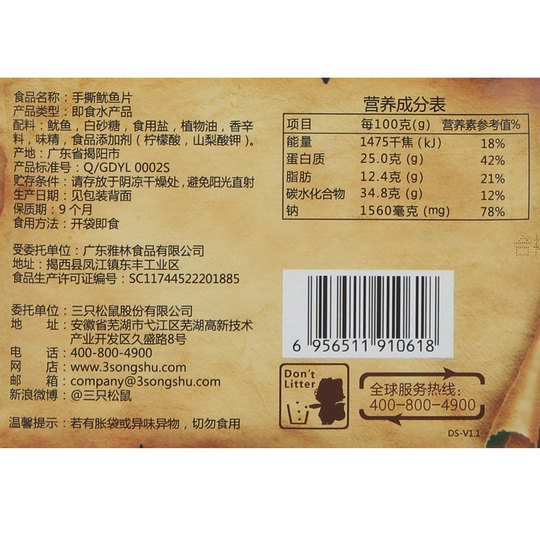 食品名称：手撕鱿鱼片
产品类型：即食水产品
配料：鱿鱼，白砂糖，食用盐，植物油，香辛
料，味精，食品添加剂（柠檬酸，山梨酸钾）。
产地：广东省揭阳市
产品标准号：Q/GDYL 0002S
贮存条件：请存放于阴凉干燥处，避免阳光直射
生产日期：见包装背面
保质期：9 个月
食用方法：开袋即食
受委托单位：广东雅林食品有限公司
地址：揭西县凤江镇东丰工业区
食品生产许可证编号：SC11744522201885
委托单位：三只松鼠股份有限公司
地 址：安徽省芜湖市弋江区芜湖高新技术
产业开发区久盛路8号
电 话：400-800-4900
网 店：www.3songshu.com
邮 箱：company@3songshu.com
新浪微博：@三只松鼠
温馨提示：若有胀袋或异味异物，切勿食用
营养成分表
项目 每100克(g) 营养素参考值%
能量 1475千焦 (kJ) 18%
蛋白质 25.0克 (g) 42%
脂肪 12.4克 (g) 21%
碳水化合物 34.8克 (g) 12%
钠 1560毫克 (mg) 78%
6 956511 910618
Don't
Litter
全球服务热线：
400-800-4900
DS-V1.1